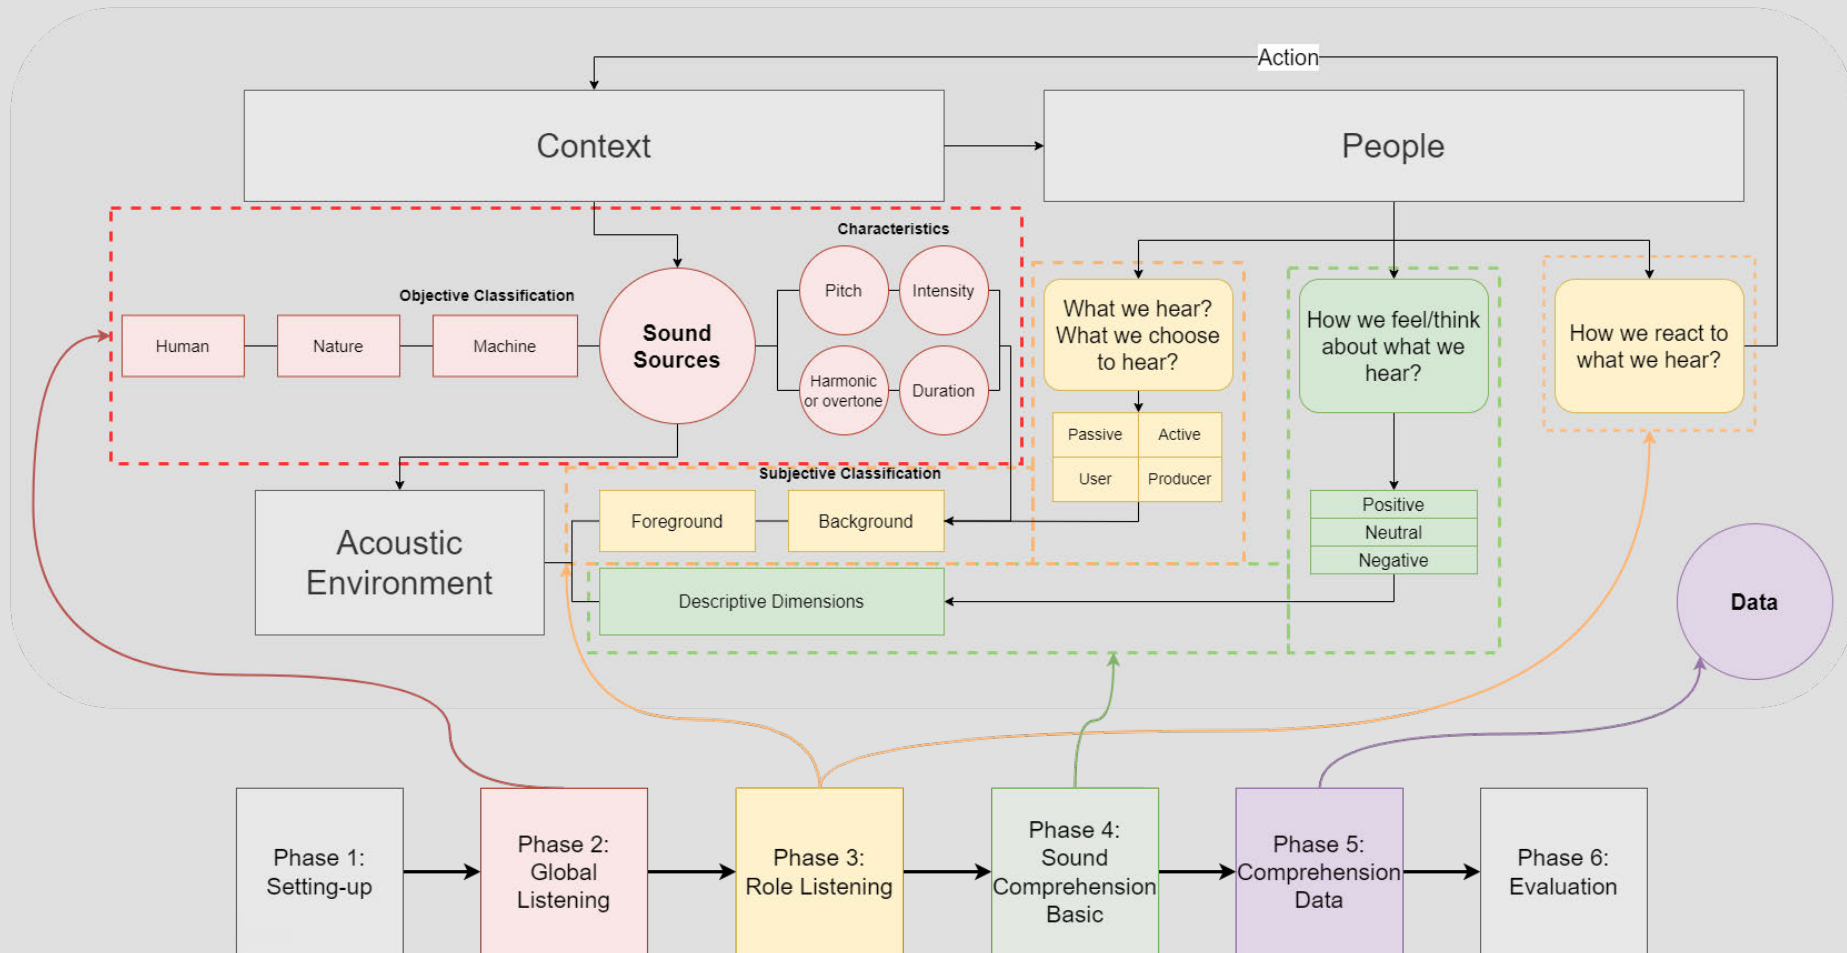 Action
Context
People
Characteristics
Pitch
Intensity
Objective Classification
Human
Nature
Machine
Sound
Sources
Harmonic
or overtone
Duration
What we hear?
What we choose
to hear?
How we feel/think
about what we
hear?
How we react to
what we hear?
Passive
Active
User
Producer
Subjective Classification
Foreground
Background
Acoustic
Environment
Descriptive Dimensions
Positive
Neutral
Negative
Data
Phase 1:
Setting-up
Phase 2:
Global
Listening
Phase 3:
Role Listening
Phase 4:
Sound
Comprehension
Basic
Phase 5:
Comprehension
Data
Phase 6:
Evaluation